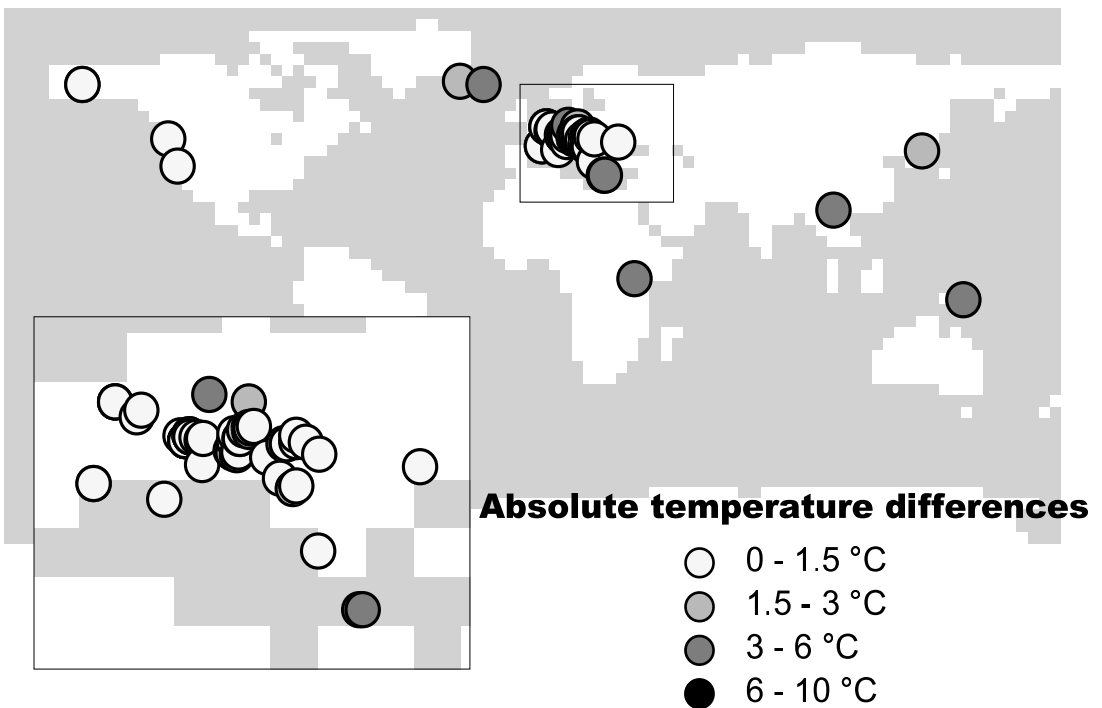 Absolute temperature differences
0 - 1.5 °C
1.5 - 3 °C
3 - 6 °C
6 - 10 °C